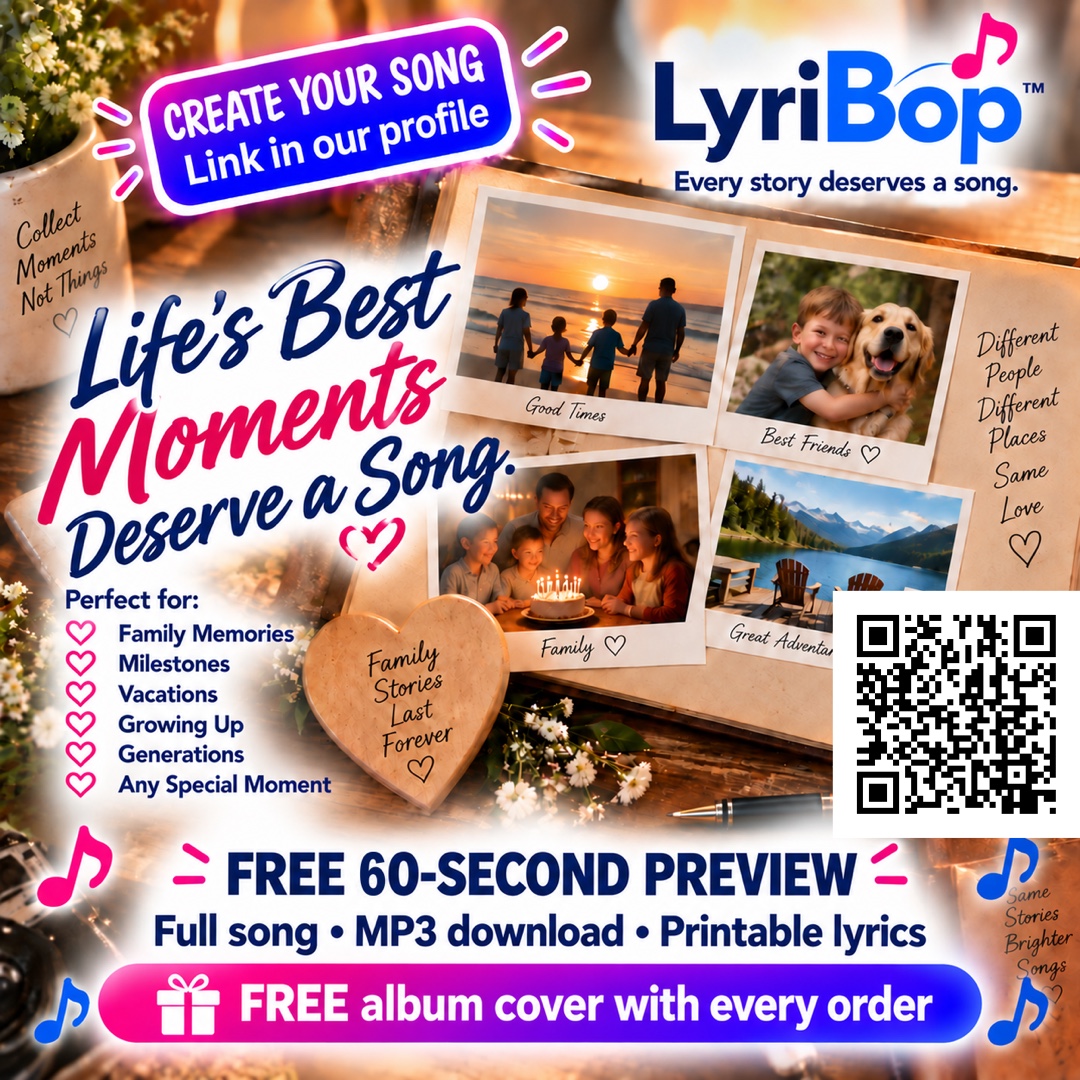 CREATE YOUR SONG
Link in our profile
LyriBop™
Every story deserves a song.
Collect
Moments
Not Things
Life's Best
Moments
Deserve a Song.
Good Times
Best Friends
Different
People
Different
Places
Same
Love
Family
Great Adventur
Perfect for:
Family Memories
Milestones
Vacations
Growing Up
Generations
Any Special Moment
Family
Stories
Last
Forever
FREE 60-SECOND PREVIEW
Full song • MP3 download • Printable lyrics
FREE album cover with every order
Same
Stories
Brighter
Songs